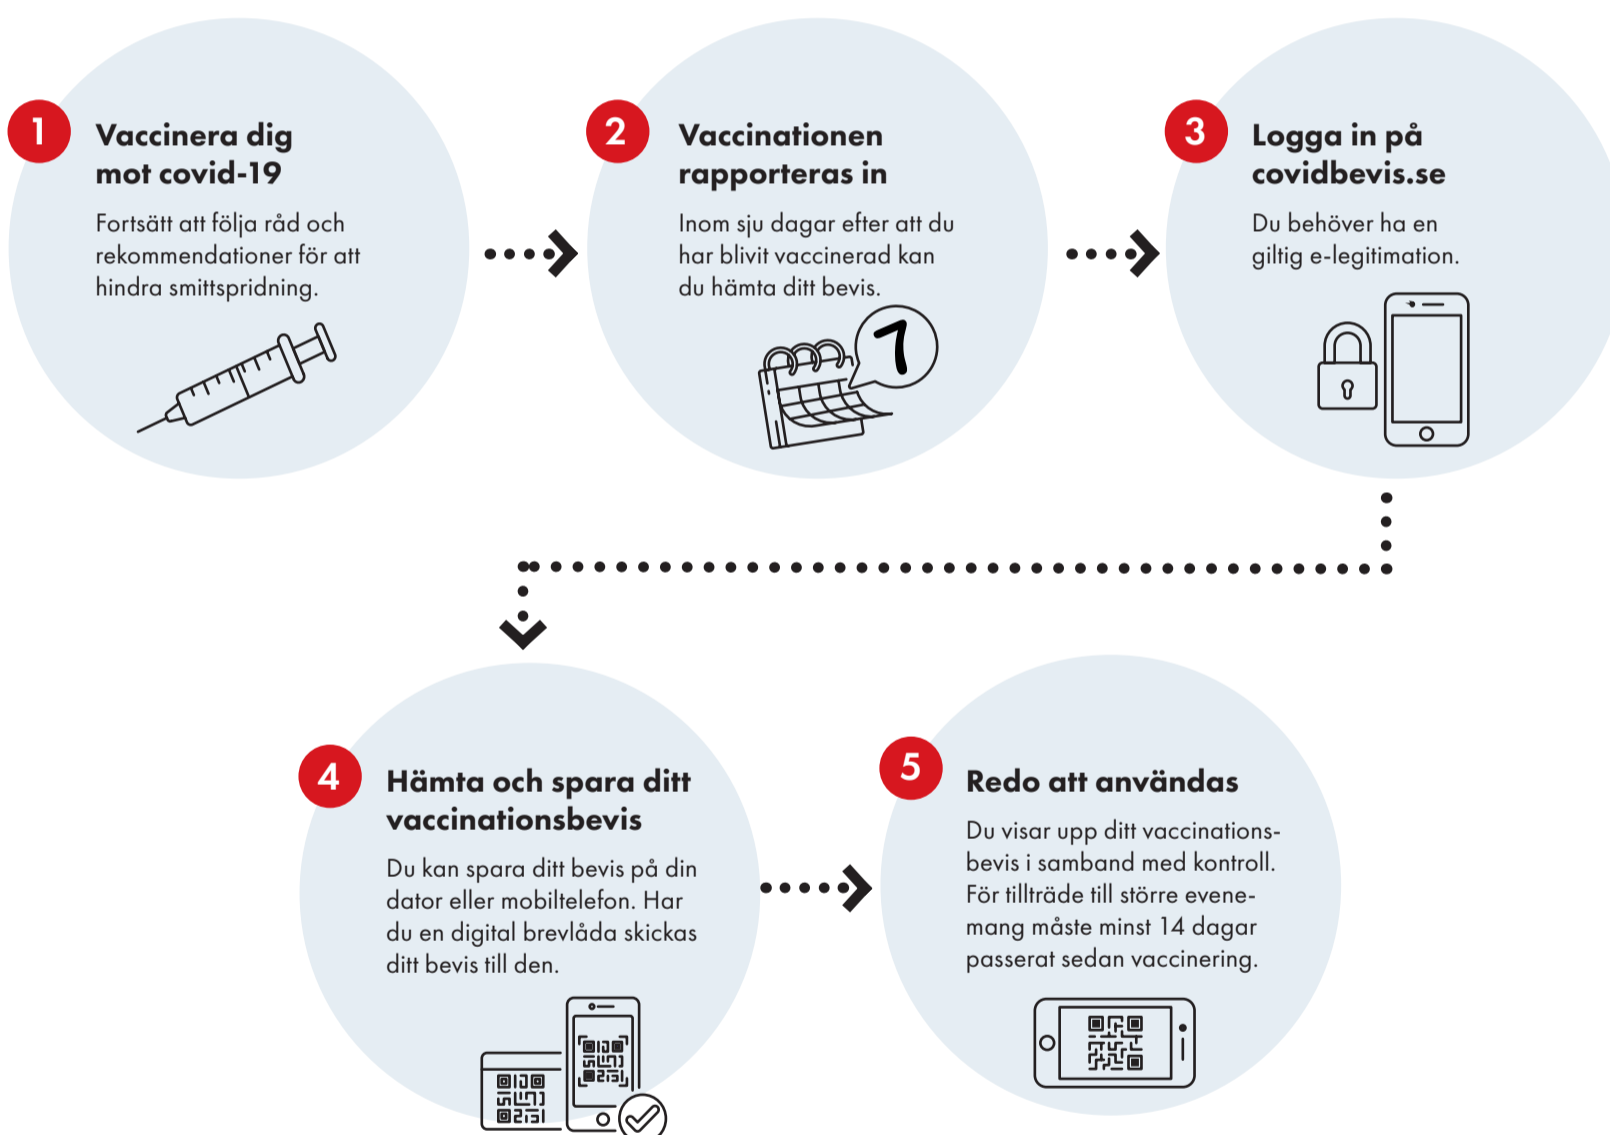 1
Vaccinera dig
mot covid-19
Fortsätt att följa råd och
rekommendationer för att
hindra smittspridning.
2
Vaccinationen
rapporteras in
Inom sju dagar efter att du
har blivit vaccinerad kan
du hämta ditt bevis.
7
3
Logga in på
covidbevis.se
Du behöver ha en
giltig e-legitimation.
4
Hämta och spara ditt
vaccinationsbevis
Du kan spara ditt bevis på din
dator eller mobiltelefon. Har
du en digital brevlåda skickas
ditt bevis till den.
5
Redo att användas
Du visar upp ditt vaccinations-
bevis i samband med kontroll.
För tillträde till större evene-
mang måste minst 14 dagar
passerat sedan vaccinering.